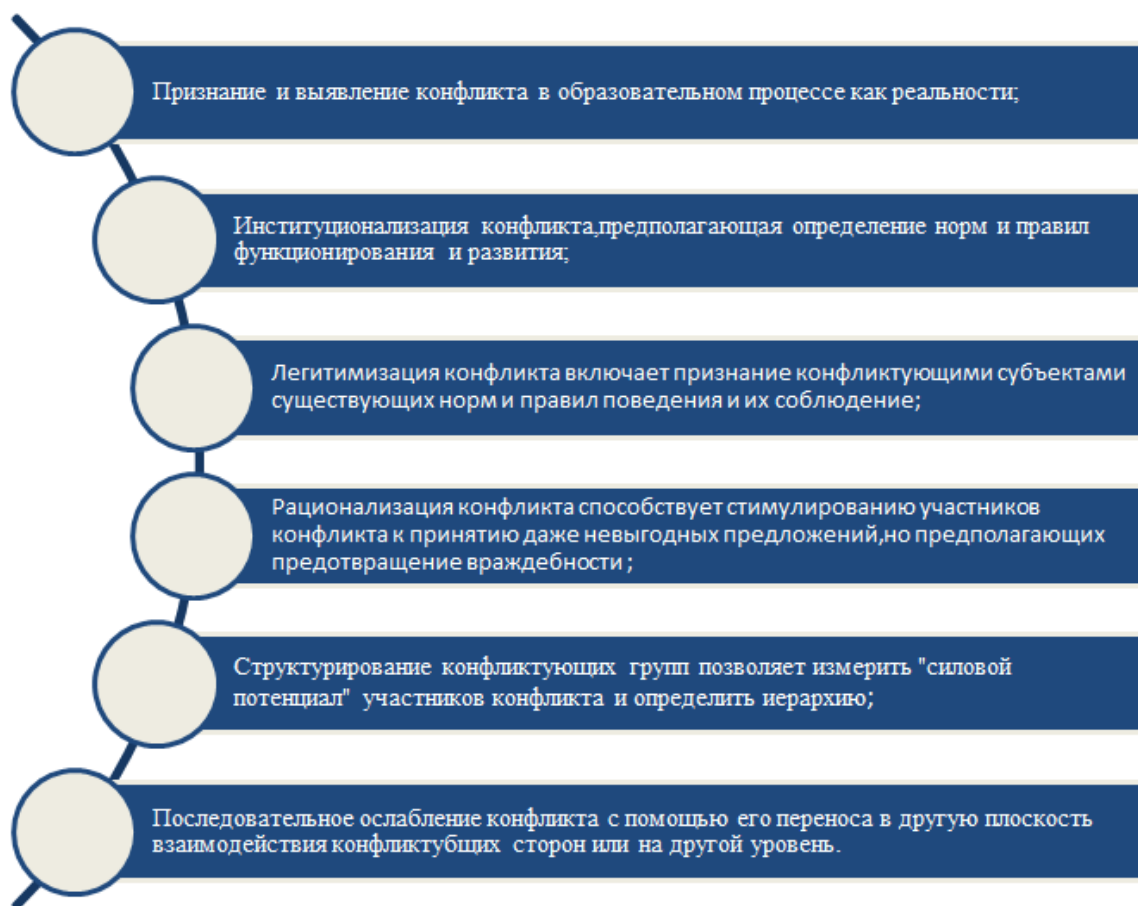 Признание и выявление конфликта в образовательном процессе как реальности;
Институционализация конфликта,предполагающая определение норм и правил
функционирования и развития;
Легитимизация конфликта включает признание конфликтующими субъектами
существующих норм и правил поведения и их соблюдение;
Рационализация конфликта способствует стимулированию участников
конфликта к принятию даже невыгодных предложений,но предполагающих
предотвращение враждебности ;
Структурирование конфликтующих групп позволяет измерить "силовой
потенциал" участников конфликта и определить иерархию;
Последовательное ослабление конфликта с помощью его переноса в другую плоскость
взаимодействия конфликтубщих сторон или на другой уровень.